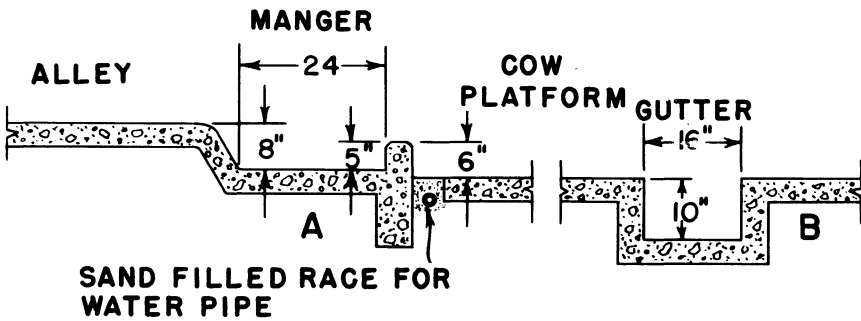 MANGER
24
ALLEY
8"
5"
COW
PLATFORM
6"
GUTTER
16"
10"
A
B
SAND FILLED RACE FOR
WATER PIPE